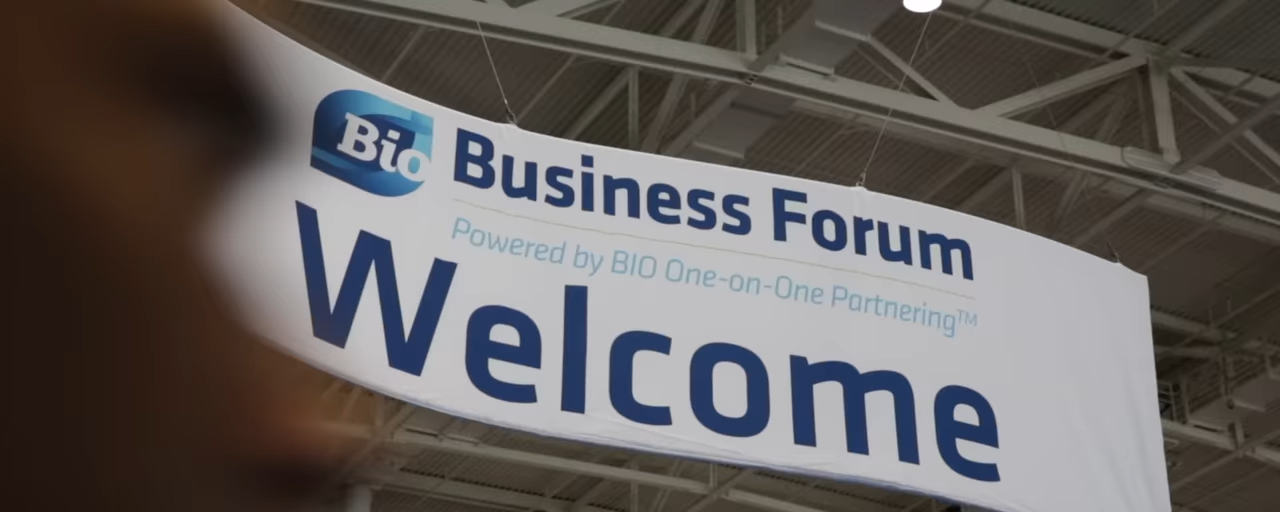 Bio
Business Forum
Powered by BIO One-on-One Partnering™
Welcome